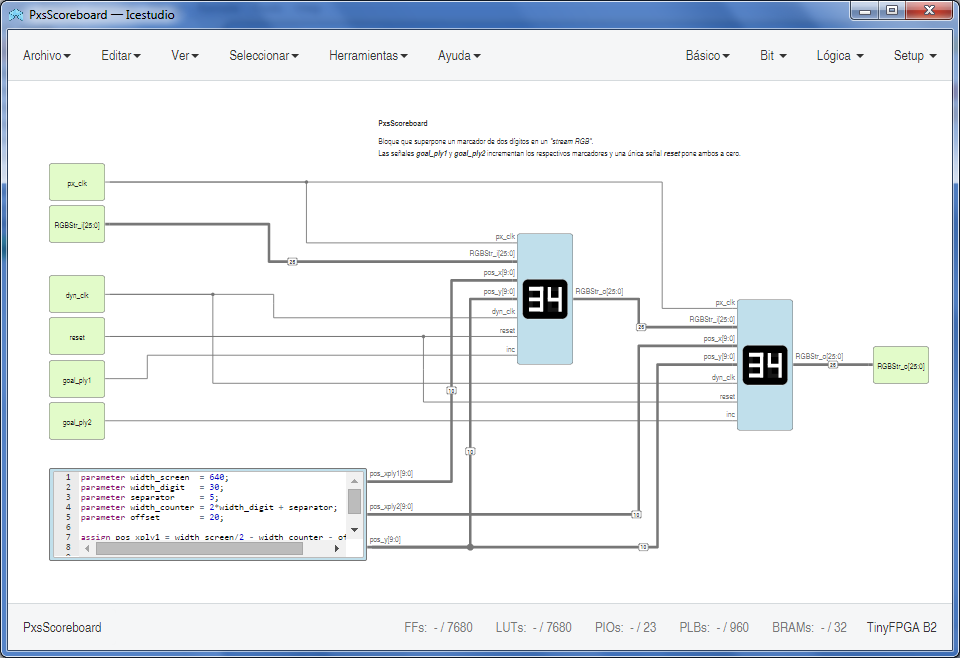 PxsScoreboard — Icestudio
Archivo Editar Ver Seleccionar Herramientas Ayuda Básico Bit Lógica Setup
PxsScoreboard
Bloque que superpone un marcador de dos dígitos en un "stream RGB".
Las señales goal_ply1 y goal_ply2 incrementan los respectivos marcadores y una única señal reset pone ambos a cero.
px_clk
RGBStr_i[25:0]
dyn_clk
reset
goal_ply1
goal_ply2
26
px_clk
RGBStr_i[25:0]
pos_x[9:0]
pos_y[9:0]
dyn_clk
reset
inc
34
RGBStr_o[25:0]
26
px_clk
RGBStr_i[25:0]
pos_x[9:0]
pos_y[9:0]
dyn_clk
reset
inc
34
RGBStr_o[25:0]
26
RGBStr_o[25:0]
10
10
10
10
1 parameter width_screen = 640;
2 parameter width_digit = 30;
3 parameter separator = 5;
4 parameter width_counter = 2*width_digit + separator;
5 parameter offset = 20;
6
7 assign pos_xply1 = width_screen/2 - width_counter - of
8
pos_xply1[9:0]
pos_xply2[9:0]
pos_y[9:0]
PxsScoreboard FFs: - / 7680 LUTs: - / 7680 PIOs: - / 23 PLBs: - / 960 BRAMs: - / 32 TinyFPGA B2